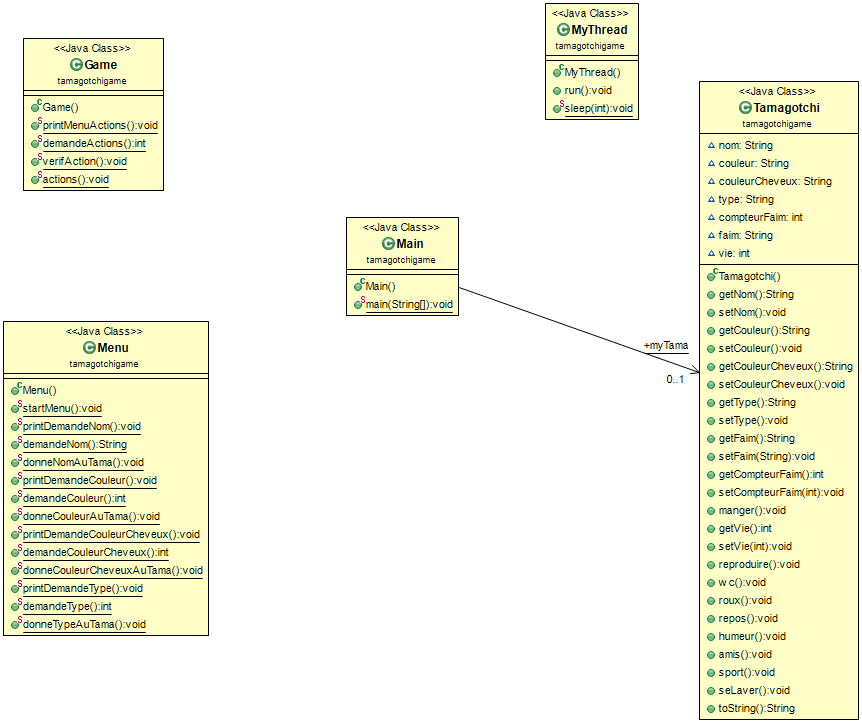 <<Java Class>>
Game
tamagotchigame
Game()
printMenuActions():void
demandeActions():int
verifAction():void
actions():void
<<Java Class>>
MyThread
tamagotchigame
MyThread()
run():void
sleep(int):void
<<Java Class>>
Main
tamagotchigame
Main()
main(String[]):void
+myTama
0..1
<<Java Class>>
Menu
tamagotchigame
Menu()
startMenu():void
printDemandeNom():void
demandeNom():String
donneNomAuTama():void
printDemandeCouleur():void
demandeCouleur():int
donneCouleurAuTama():void
printDemandeCouleurCheveux():void
demandeCouleurCheveux():int
donneCouleurCheveuxAuTama():void
printDemandeType():void
demandeType():int
donneTypeAuTama():void
<<Java Class>>
Tamagotchi
tamagotchigame
nom: String
couleur: String
couleurCheveux: String
type: String
compteurFaim: int
faim: String
vie: int
Tamagotchi()
getNom():String
setNom():void
getCouleur():String
setCouleur():void
getCouleurCheveux():String
setCouleurCheveux():void
getType():String
setType():void
getFaim():String
setFaim(String):void
getCompteurFaim():int
setCompteurFaim(int):void
manger():void
getVie():int
setVie(int):void
reproduire():void
wc():void
roux():void
repos():void
humeur():void
amis():void
sport():void
seLaver():void
toString():String